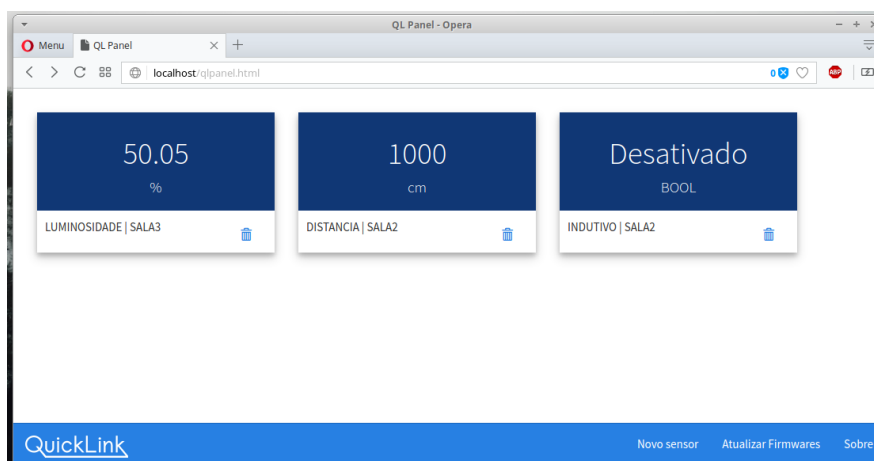 QL Panel - Opera
Menu
QL Panel
localhost/qlpanel.html
0
ABP
50.05
%
LUMINOSIDADE | SALA3
1000
cm
DISTANCIA | SALA2
Desativado
BOOL
INDUTIVO | SALA2
QuickLink
Novo sensor
Atualizar Firmwares
Sobre